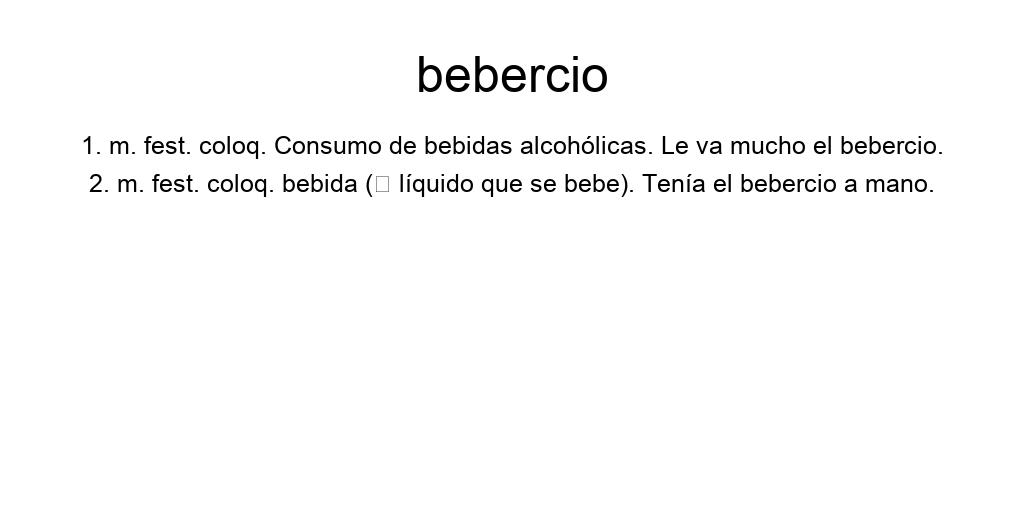 bebercio
1. m. fest. coloq. Consumo de bebidas alcohólicas. Le va mucho el bebercio.
2. m. fest. coloq. bebida (▯ líquido que se bebe). Tenía el bebercio a mano.